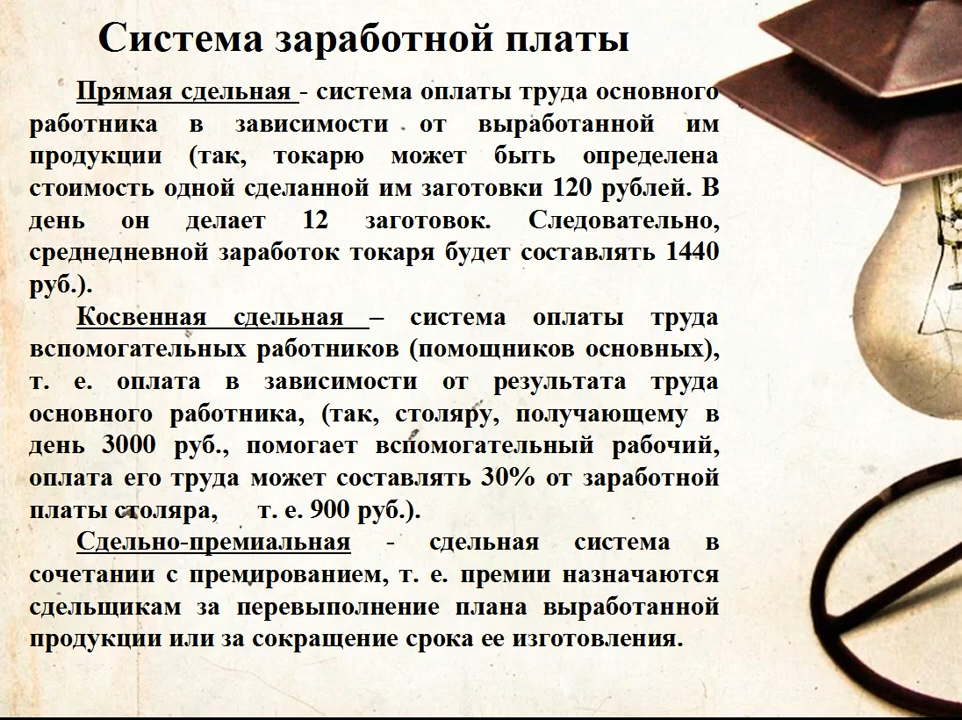 Система заработной платы
Прямая сдельная - система оплаты труда основного
работника в зависимости от выработанной им
продукции (так, токарю может быть определена
стоимость одной сделанной им заготовки 120 рублей. В
день он делает 12 заготовок. Следовательно,
среднедневной заработок токаря будет составлять 1440
руб.).
Косвенная сдельная – система оплаты труда
вспомогательных работников (помощников основных),
т. е. оплата в зависимости от результата труда
основного работника, (так, столяру, получающему в
день 3000 руб., помогает вспомогательный рабочий,
оплата его труда может составлять 30% от заработной
платы столяра, т. е. 900 руб.).
Сдельно-премиальная - сдельная система в
сочетании с премированием, т. е. премии назначаются
сдельщикам за перевыполнение плана выработанной
продукции или за сокращение срока ее изготовления.